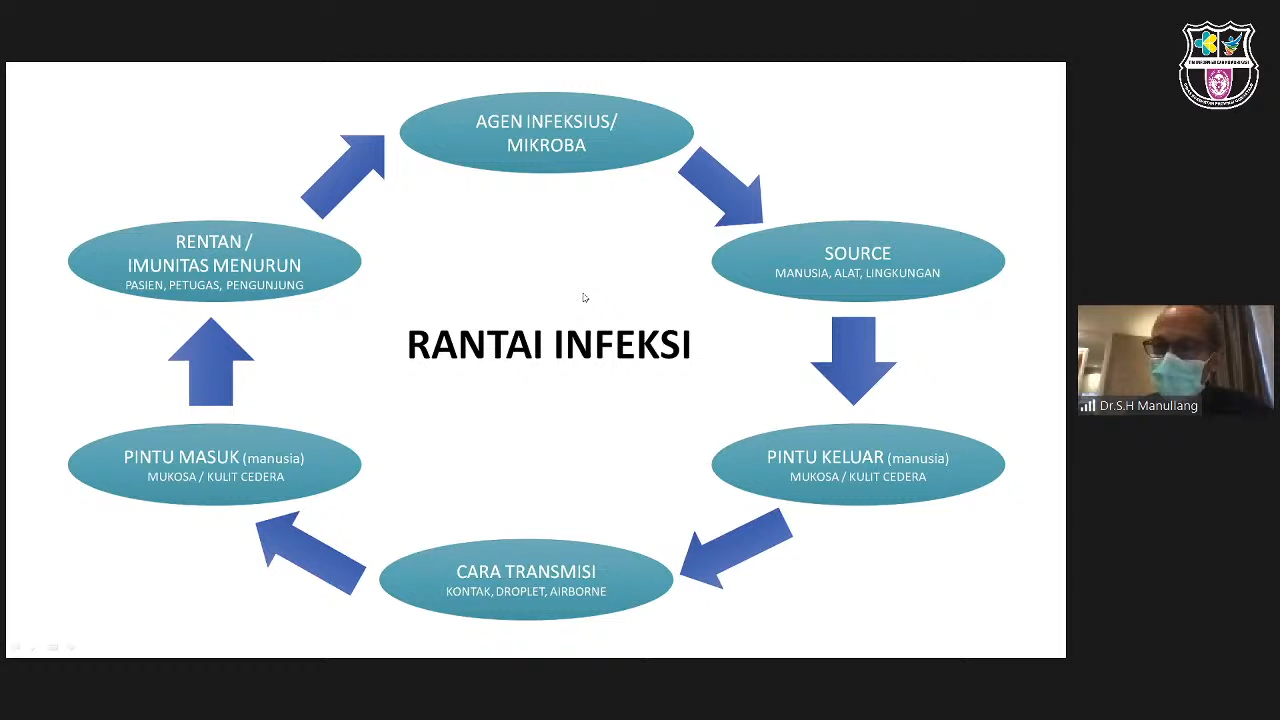 AGEN INFEKSIUS/
MIKROBA
RENTAN /
IMUNITAS MENURUN
PASIEN, PETUGAS, PENGUNJUNG
SOURCE
MANUSIA, ALAT, LINGKUNGAN
RANTAI INFEKSI
PINTU MASUK (manusia)
MUKOSA / KULIT CEDERA
PINTU KELUAR (manusia)
MUKOSA / KULIT CEDERA
CARA TRANSMISI
KONTAK, DROPLET, AIRBORNE
Dr.S.H Manullang